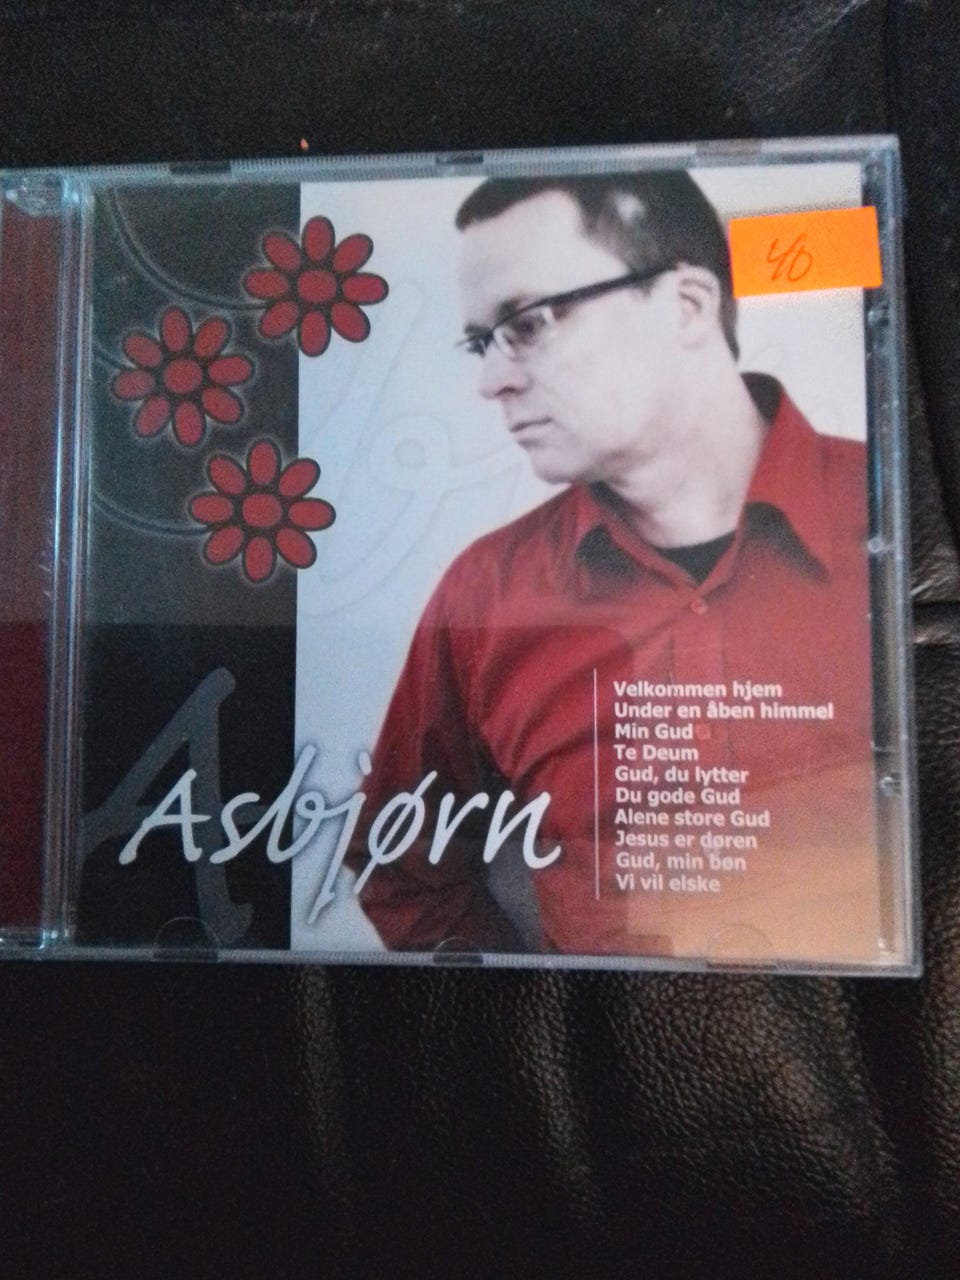 40
Asbjørn
Velkommen hjem
Under en åben himmel
Min Gud
Te Deum
Gud, du lytter
Du gode Gud
Alene store Gud
Jesus er døren
Gud, min bøn
Vi vil elske